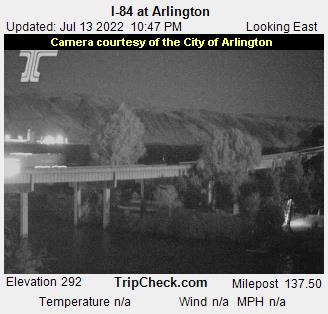 I-84 at Arlington
Updated: Jul 13 2022 10:47 PM Looking East
Camera courtesy of the City of Arlington
Elevation 292 TripCheck.com Milepost 137.50
Temperature n/a Wind n/a MPH n/a